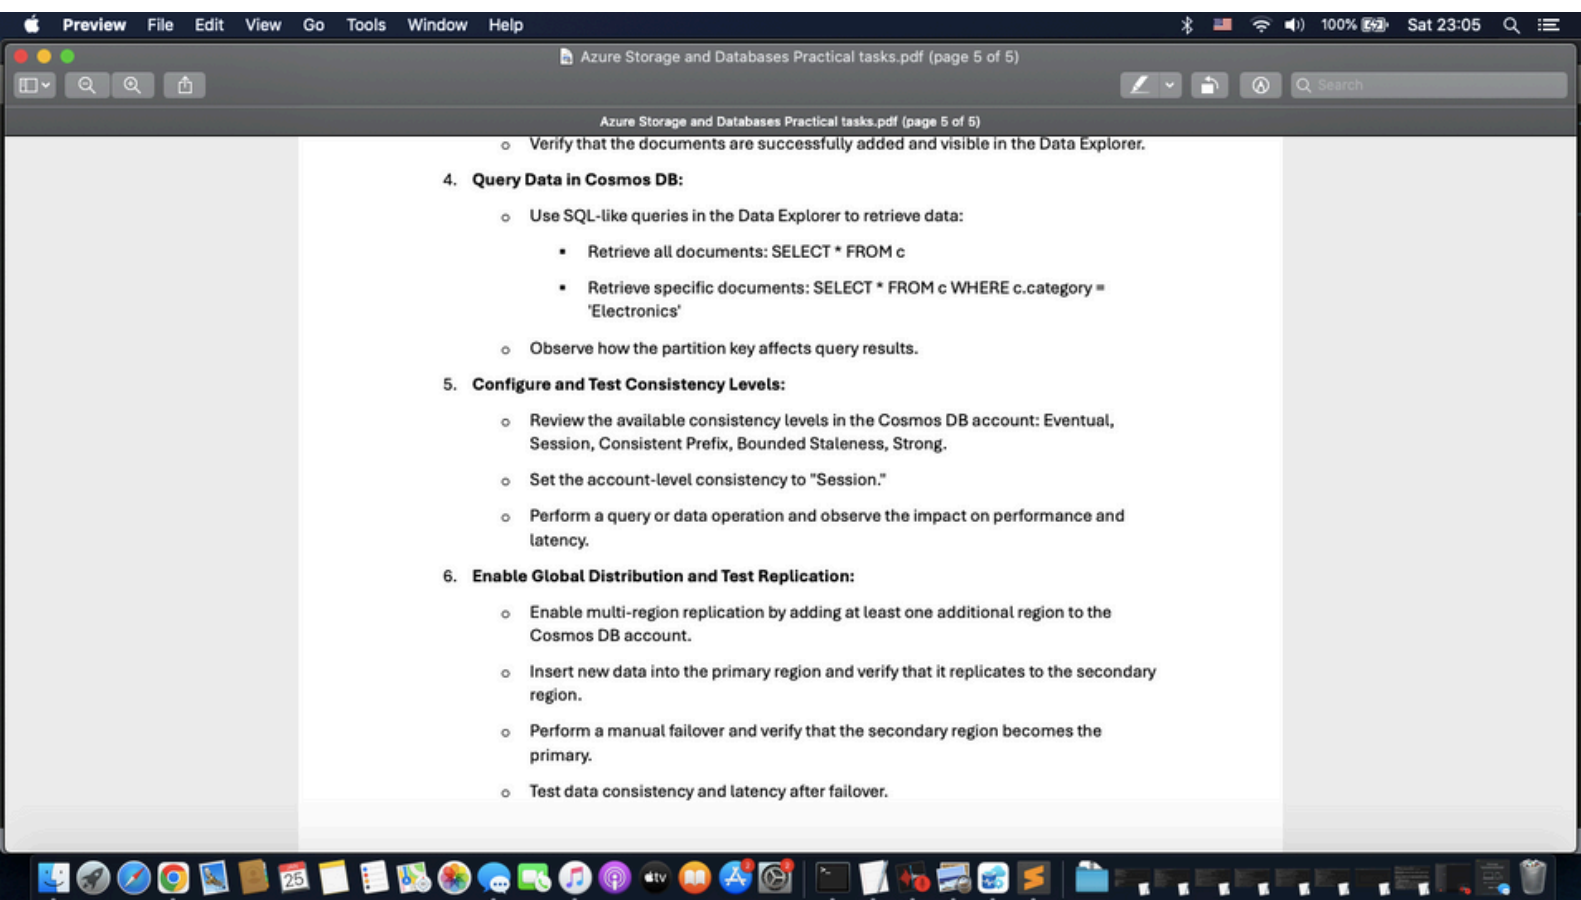 Preview File Edit View Go Tools Window Help 100% Sat 23:05
Azure Storage and Databases Practical tasks.pdf (page 5 of 5)
Search
Azure Storage and Databases Practical tasks.pdf (page 5 of 5)
o Verify that the documents are successfully added and visible in the Data Explorer.
4. Query Data in Cosmos DB:
o Use SQL-like queries in the Data Explorer to retrieve data:
▪ Retrieve all documents: SELECT * FROM c
▪ Retrieve specific documents: SELECT * FROM c WHERE c.category =
'Electronics'
o Observe how the partition key affects query results.
5. Configure and Test Consistency Levels:
o Review the available consistency levels in the Cosmos DB account: Eventual,
Session, Consistent Prefix, Bounded Staleness, Strong.
o Set the account-level consistency to "Session."
o Perform a query or data operation and observe the impact on performance and
latency.
6. Enable Global Distribution and Test Replication:
o Enable multi-region replication by adding at least one additional region to the
Cosmos DB account.
o Insert new data into the primary region and verify that it replicates to the secondary
region.
o Perform a manual failover and verify that the secondary region becomes the
primary.
o Test data consistency and latency after failover.
25
tv